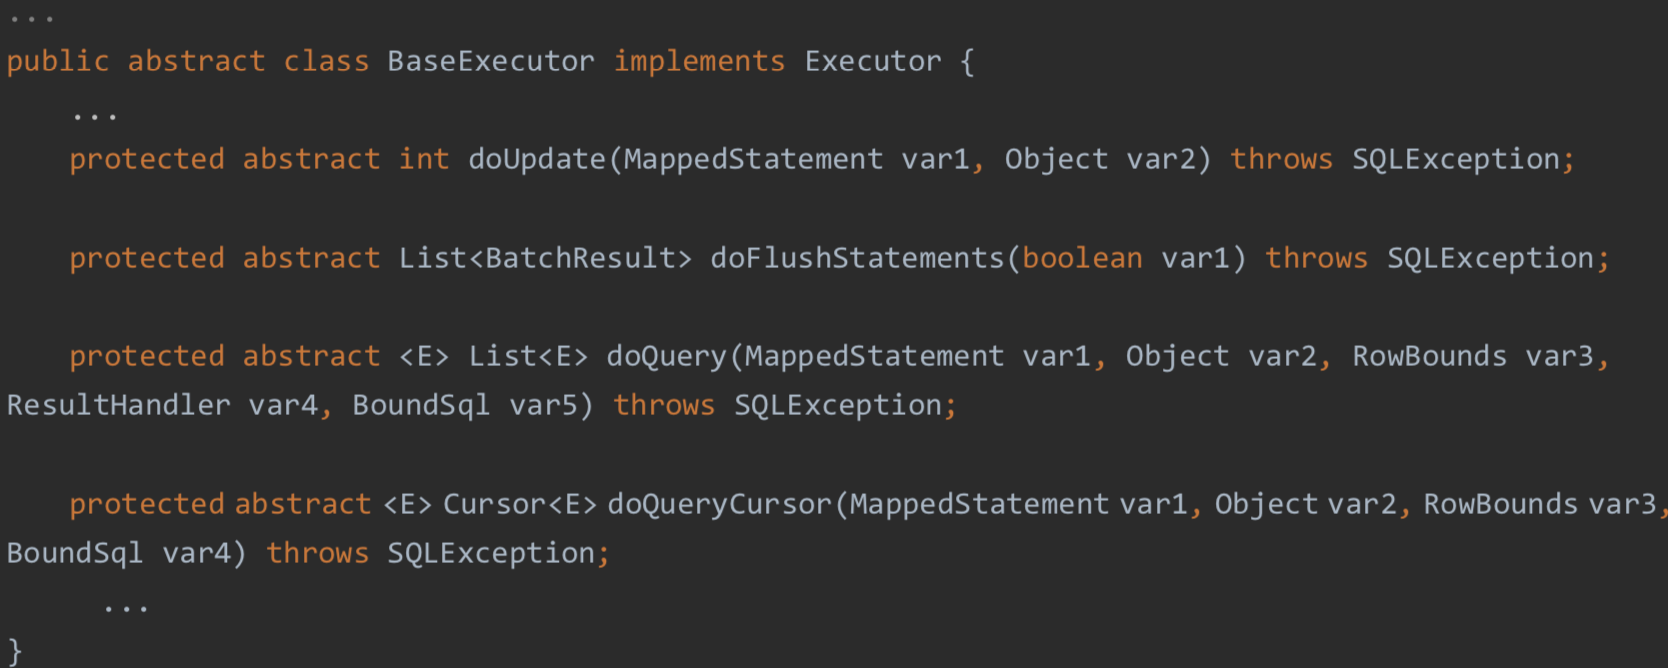 ...
public abstract class BaseExecutor implements Executor {
...
protected abstract int doUpdate(MappedStatement var1, Object var2) throws SQLException;
protected abstract List<BatchResult> doFlushStatements(boolean var1) throws SQLException;
protected abstract <E> List<E> doQuery(MappedStatement var1, Object var2, RowBounds var3,
ResultHandler var4, BoundSql var5) throws SQLException;
protected abstract <E> Cursor<E> doQueryCursor(MappedStatement var1, Object var2, RowBounds var3,
BoundSql var4) throws SQLException;
...
}